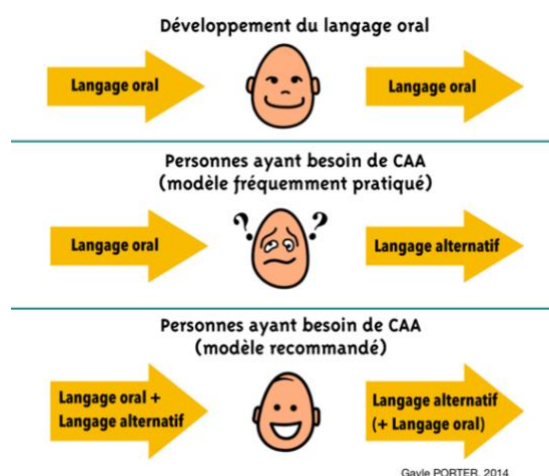 Développement du langage oral
Langage oral
Langage oral
Personnes ayant besoin de CAA
(modèle fréquemment pratiqué)
? ?
Langage oral
Langage alternatif
Personnes ayant besoin de CAA
(modèle recommandé)
Langage oral +
Langage alternatif
Langage alternatif
(+ Langage oral)
Gayle PORTER, 2014